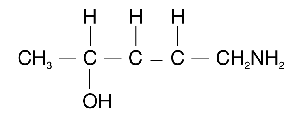 H H H
CH₃ — C — C – C — CH₂NH₂
OH